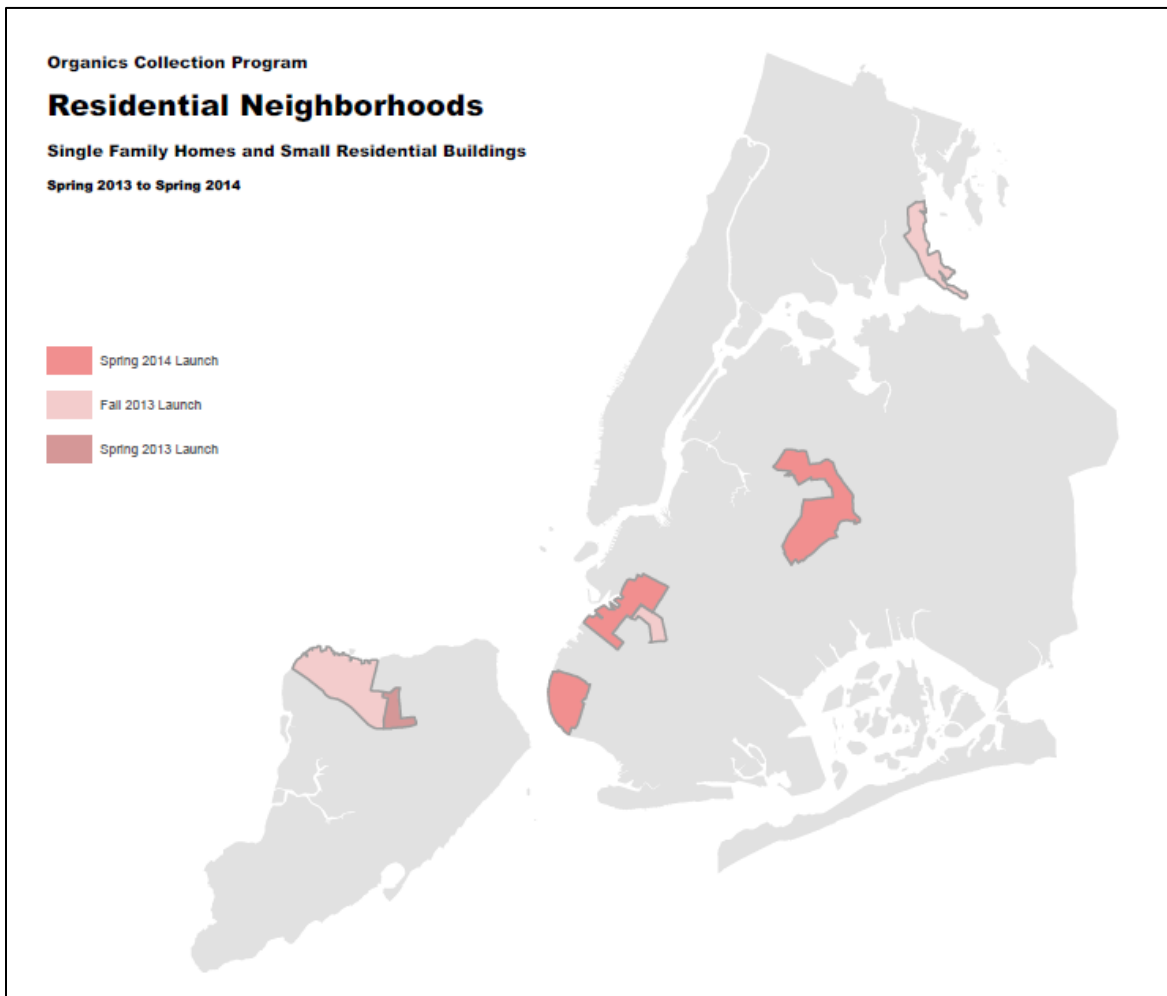 Organics Collection Program
Residential Neighborhoods
Single Family Homes and Small Residential Buildings
Spring 2013 to Spring 2014
Spring 2014 Launch
Fall 2013 Launch
Spring 2013 Launch